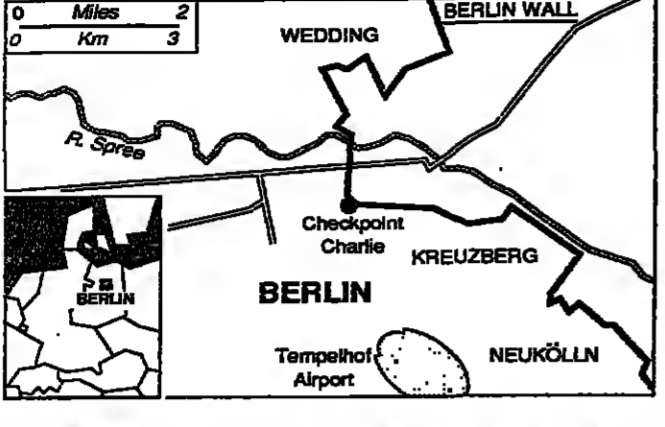 0 Miles 2
0 Km 3
WEDDING
BERLIN WALL
R. Spree
Checkpoint
Charlie
KREUZBERG
BERLIN
BERLIN
Tempelhof
Airport
NEUKÖLLN